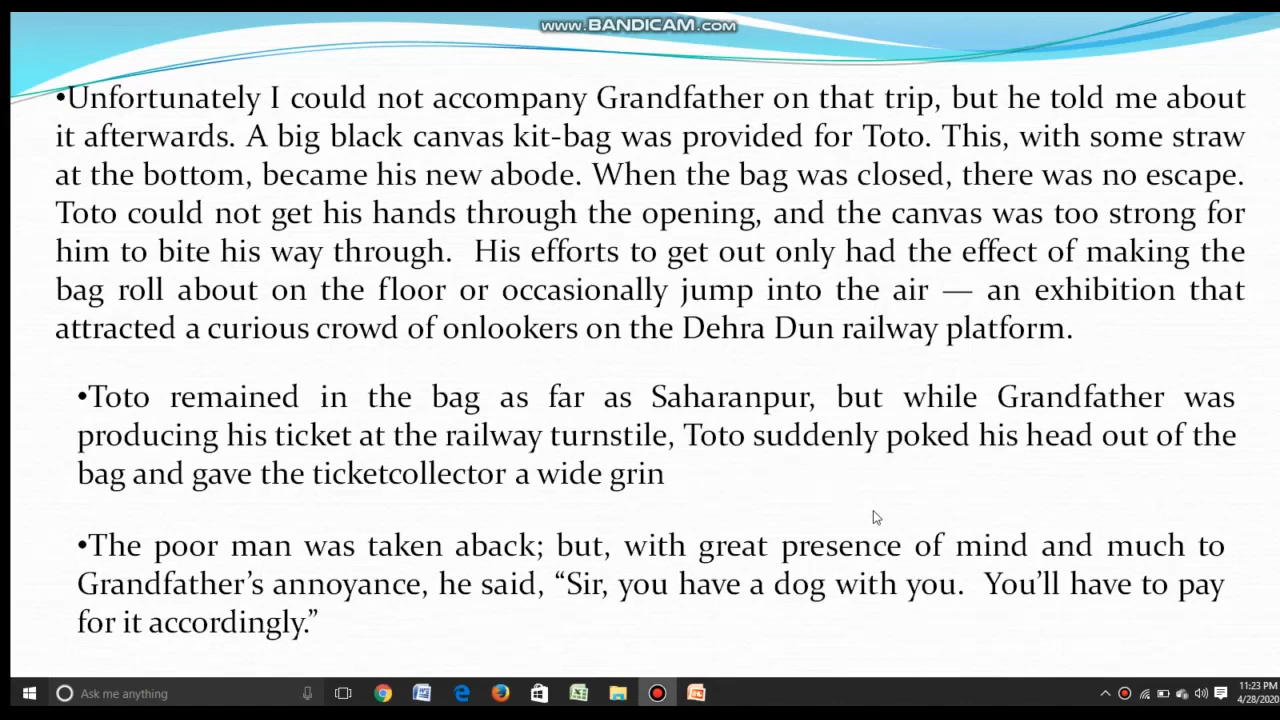 www.BANDICAM.com
•Unfortunately I could not accompany Grandfather on that trip, but he told me about
it afterwards. A big black canvas kit-bag was provided for Toto. This, with some straw
at the bottom, became his new abode. When the bag was closed, there was no escape.
Toto could not get his hands through the opening, and the canvas was too strong for
him to bite his way through.  His efforts to get out only had the effect of making the
bag roll about on the floor or occasionally jump into the air — an exhibition that
attracted a curious crowd of onlookers on the Dehra Dun railway platform.
•Toto remained in the bag as far as Saharanpur, but while Grandfather was
producing his ticket at the railway turnstile, Toto suddenly poked his head out of the
bag and gave the ticketcollector a wide grin
•The poor man was taken aback; but, with great presence of mind and much to
Grandfather’s annoyance, he said, “Sir, you have a dog with you.  You’ll have to pay
for it accordingly.”
Ask me anything
11:23 PM
4/28/2020